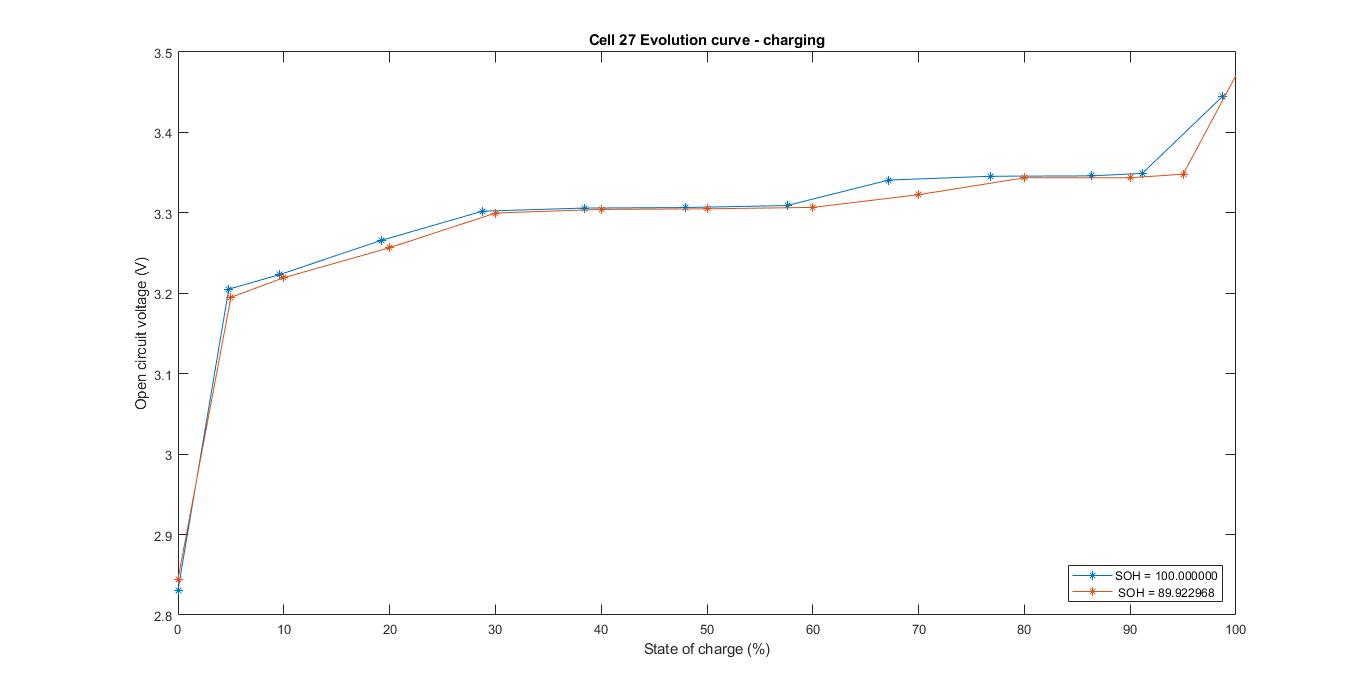 Cell 27 Evolution curve - charging
3.5
3.4
3.3
3.2
3.1
3
2.9
2.8
Open circuit voltage (V)
0 10 20 30 40 50 60 70 80 90 100
State of charge (%)
SOH = 100.000000
SOH = 89.922968